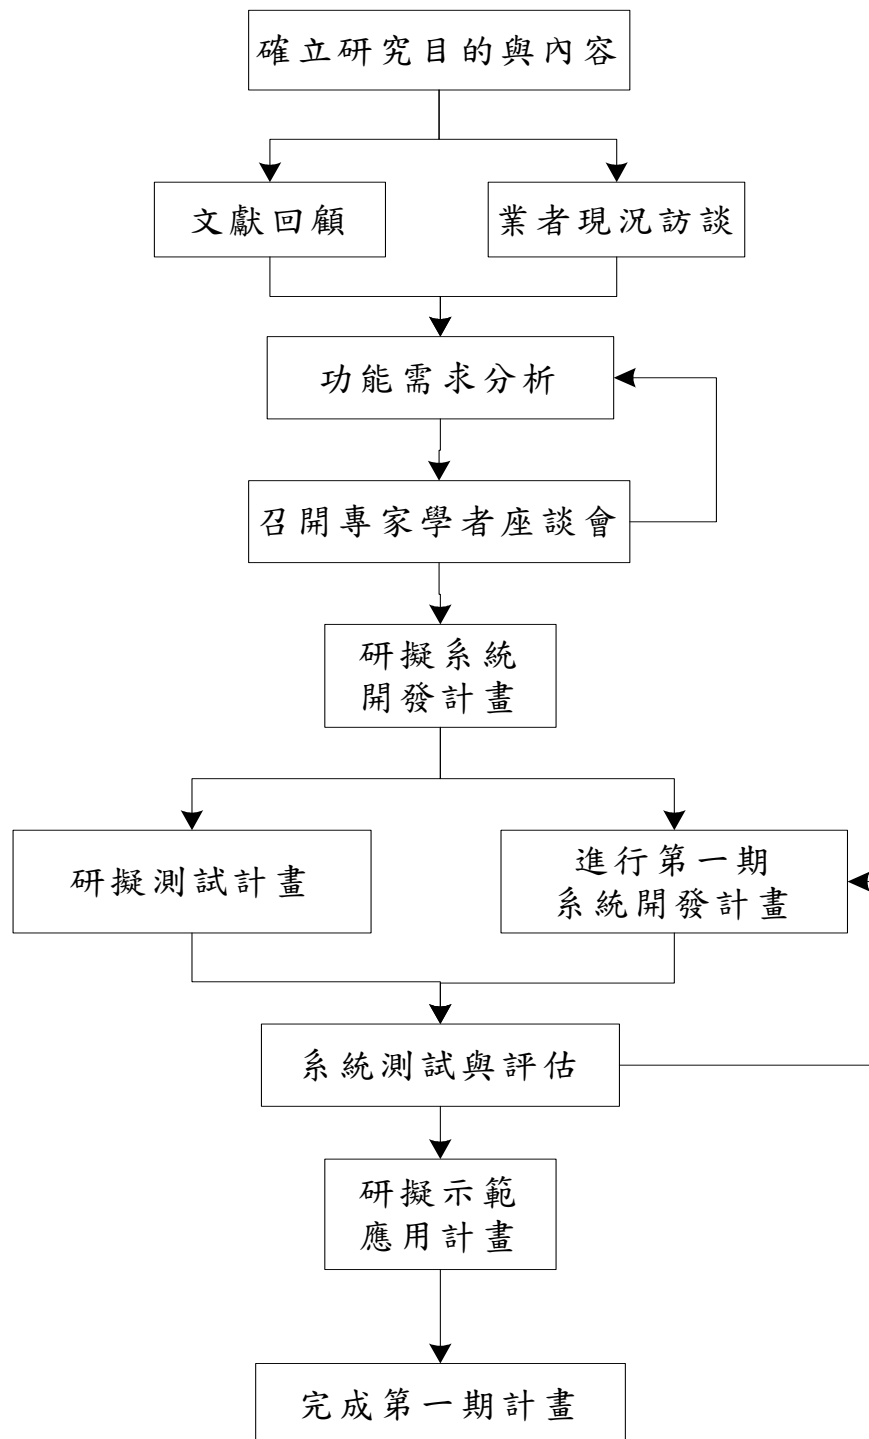 確立研究目的與內容
文獻回顧
業者現況訪談
功能需求分析
召開專家學者座談會
研擬系統
開發計畫
研擬測試計畫
進行第一期
系統開發計畫
系統測試與評估
研擬示範
應用計畫
完成第一期計畫